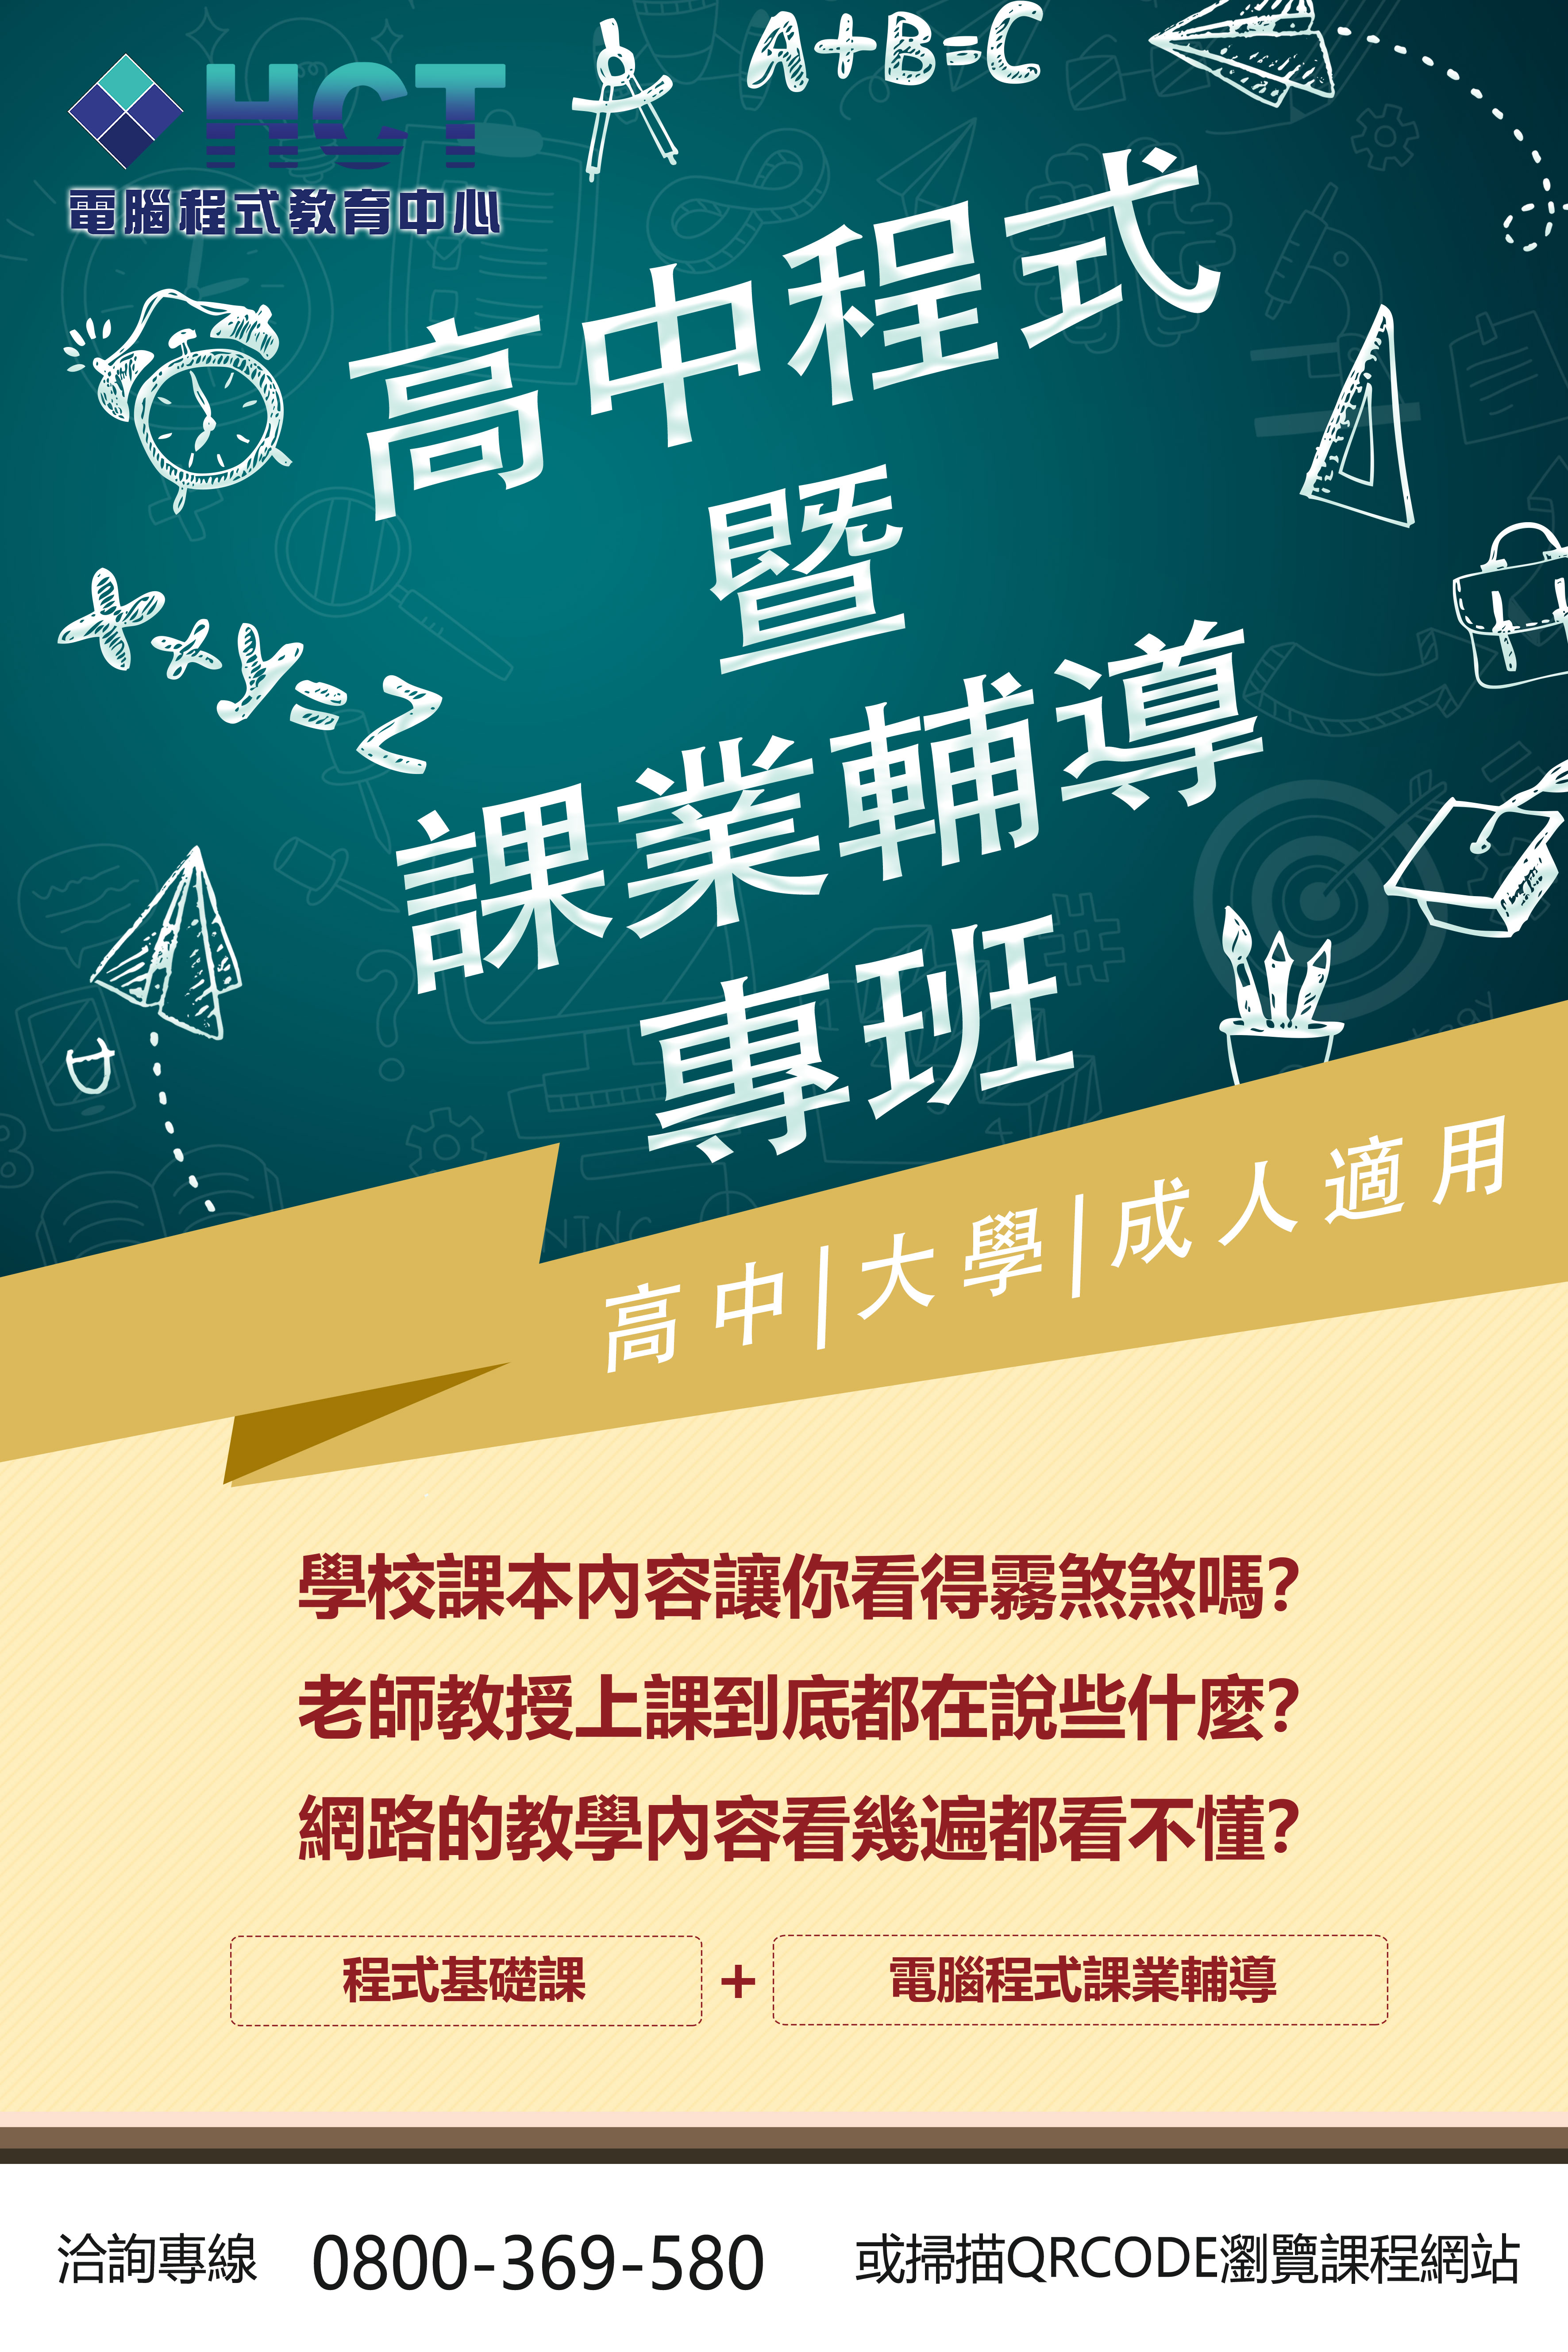 HCT
電腦程式教育中心
A+B=C
高中程式
暨
課業輔導
專班
x+y=z
高中|大學|成人適用
學校課本內容讓你看得霧煞煞嗎?
老師教授上課到底都在說些什麼?
網路的教學內容看幾遍都看不懂?
程式基礎課 + 電腦程式課業輔導
洽詢專線 0800-369-580 或掃描QRCODE瀏覽課程網站